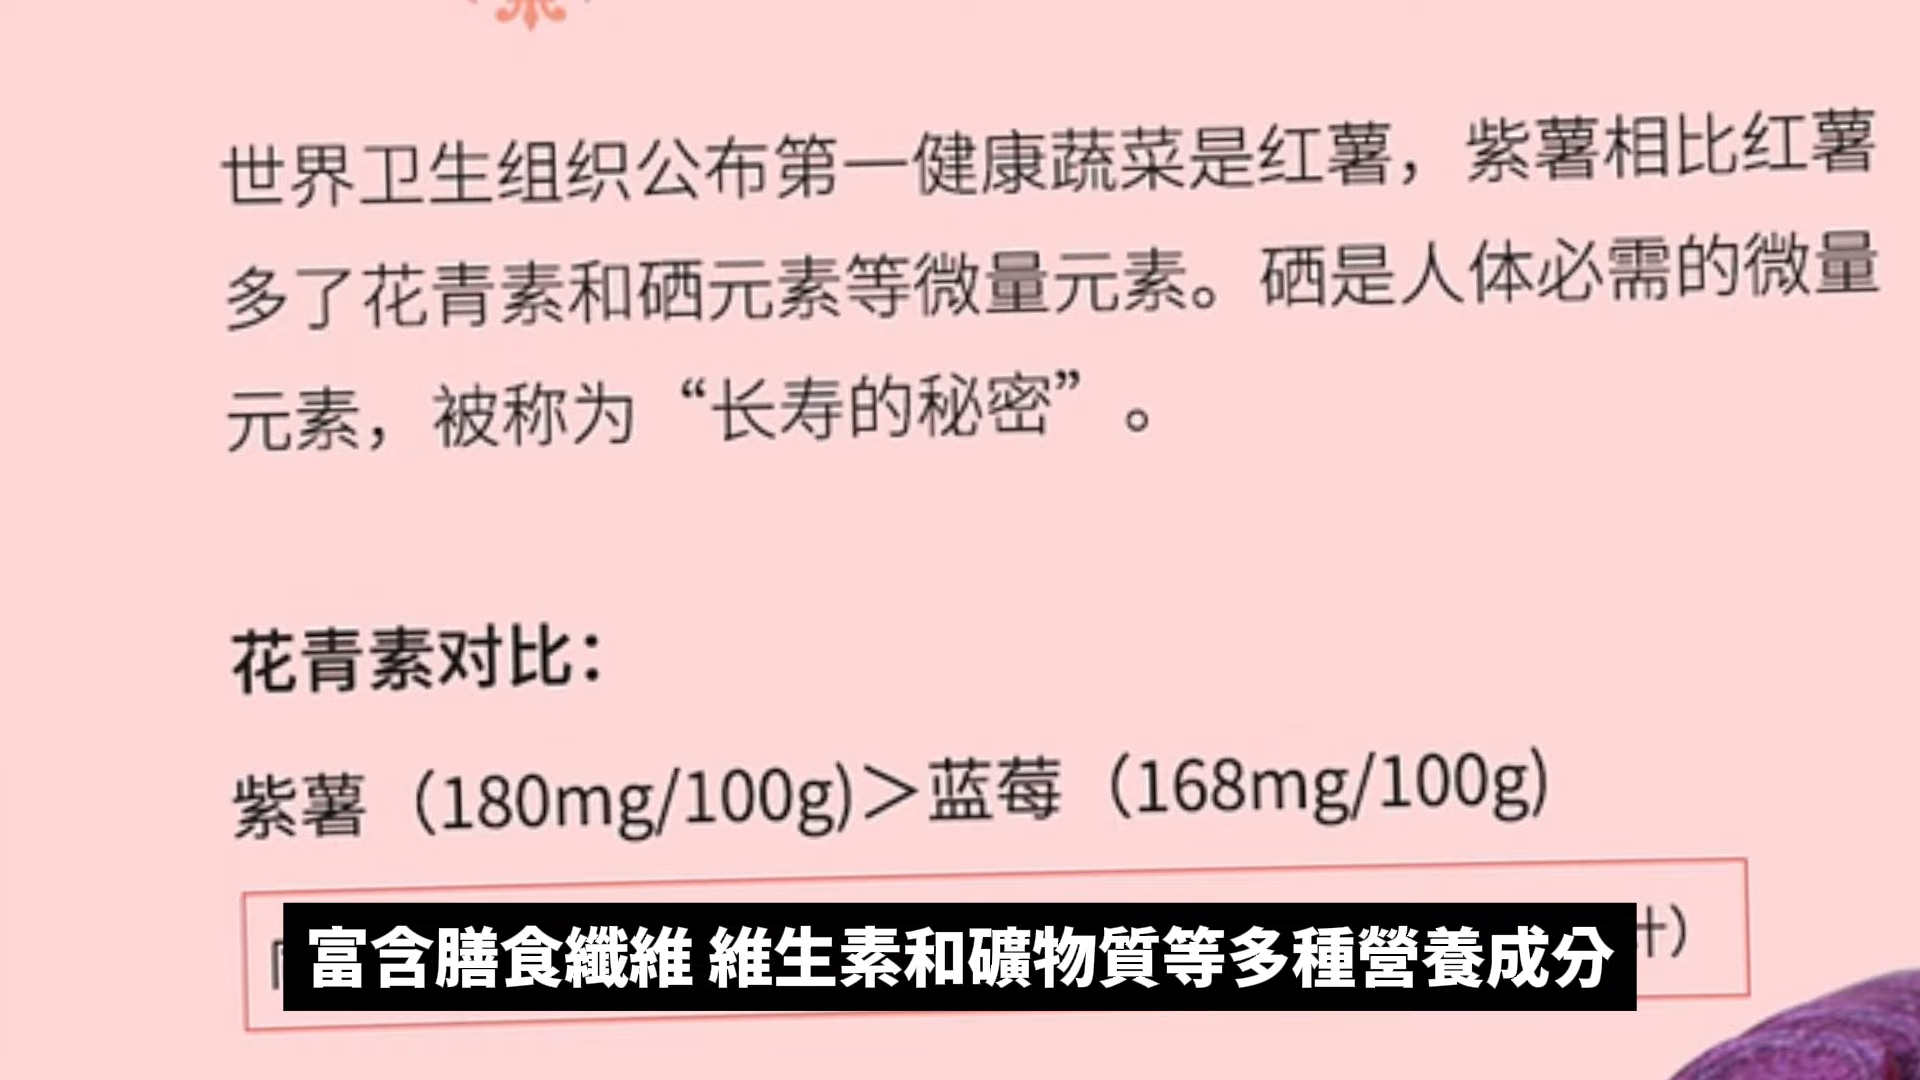 世界卫生组织公布第一健康蔬菜是红薯，紫薯相比红薯
多了花青素和硒元素等微量元素。硒是人体必需的微量
元素，被称为“长寿的秘密”。
花青素对比：
紫薯（180mg/100g)＞蓝莓（168mg/100g)
富含膳食纖維 維生素和礦物質等多種營養成分